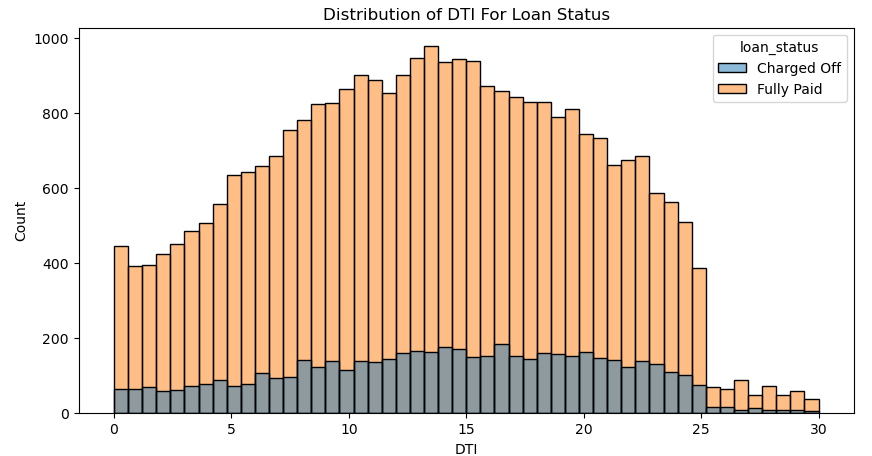 Distribution of DTI For Loan Status
loan_status
Charged Off
Fully Paid
Count
1000
800
600
400
200
0
0 5 10 15 20 25 30
DTI